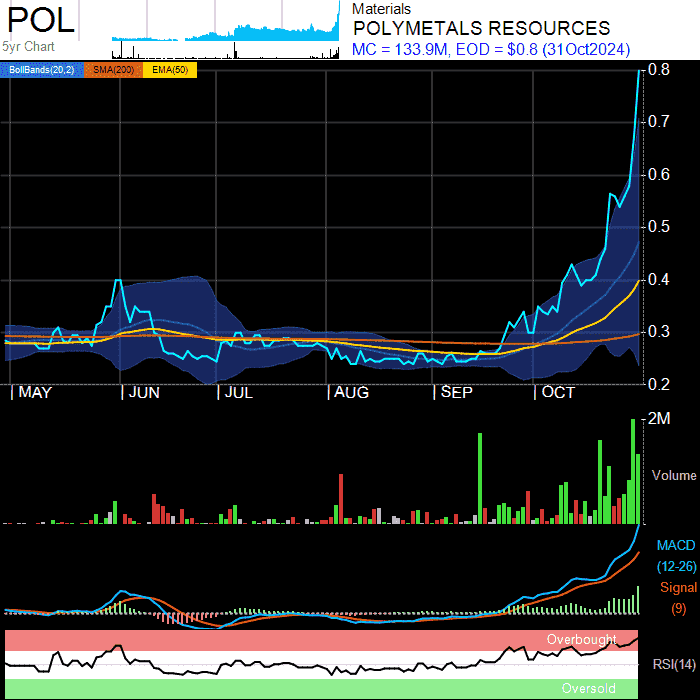 POL
5yr Chart
Materials
POLYMETALS RESOURCES
MC = 133.9M, EOD = $0.8 (31Oct2024)
BollBands(20,2) SMA(200) EMA(50)
0.8
0.7
0.6
0.5
0.4
0.3
0.2
MAY JUN JUL AUG SEP OCT
2M
Volume
MACD
(12-26)
Signal
(9)
Overbought
RSI(14)
Oversold